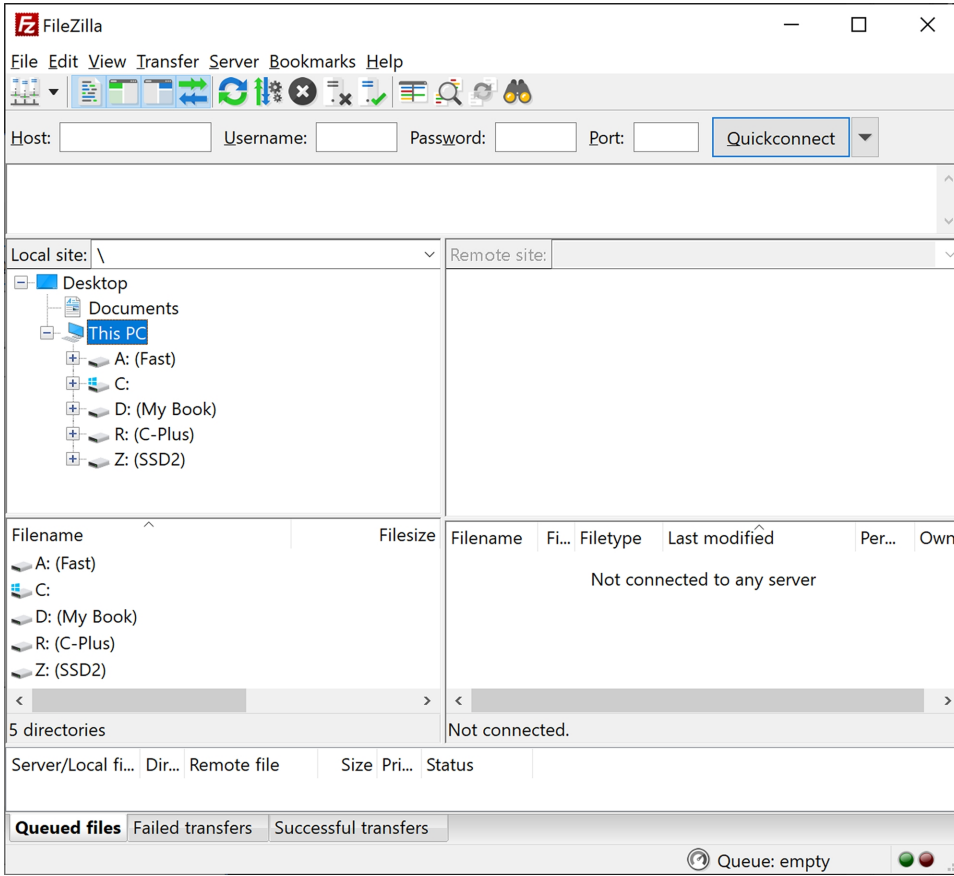 FileZilla
File Edit View Transfer Server Bookmarks Help
Host: Username: Password: Port: Quickconnect
Local site: \
Remote site:
Desktop
Documents
This PC
A: (Fast)
C:
D: (My Book)
R: (C-Plus)
Z: (SSD2)
Filename Filesize
A: (Fast)
C:
D: (My Book)
R: (C-Plus)
Z: (SSD2)
5 directories
Filename Fi... Filetype Last modified Per... Own
Not connected to any server
Not connected.
Server/Local fi... Dir... Remote file Size Pri... Status
Queued files Failed transfers Successful transfers
Queue: empty